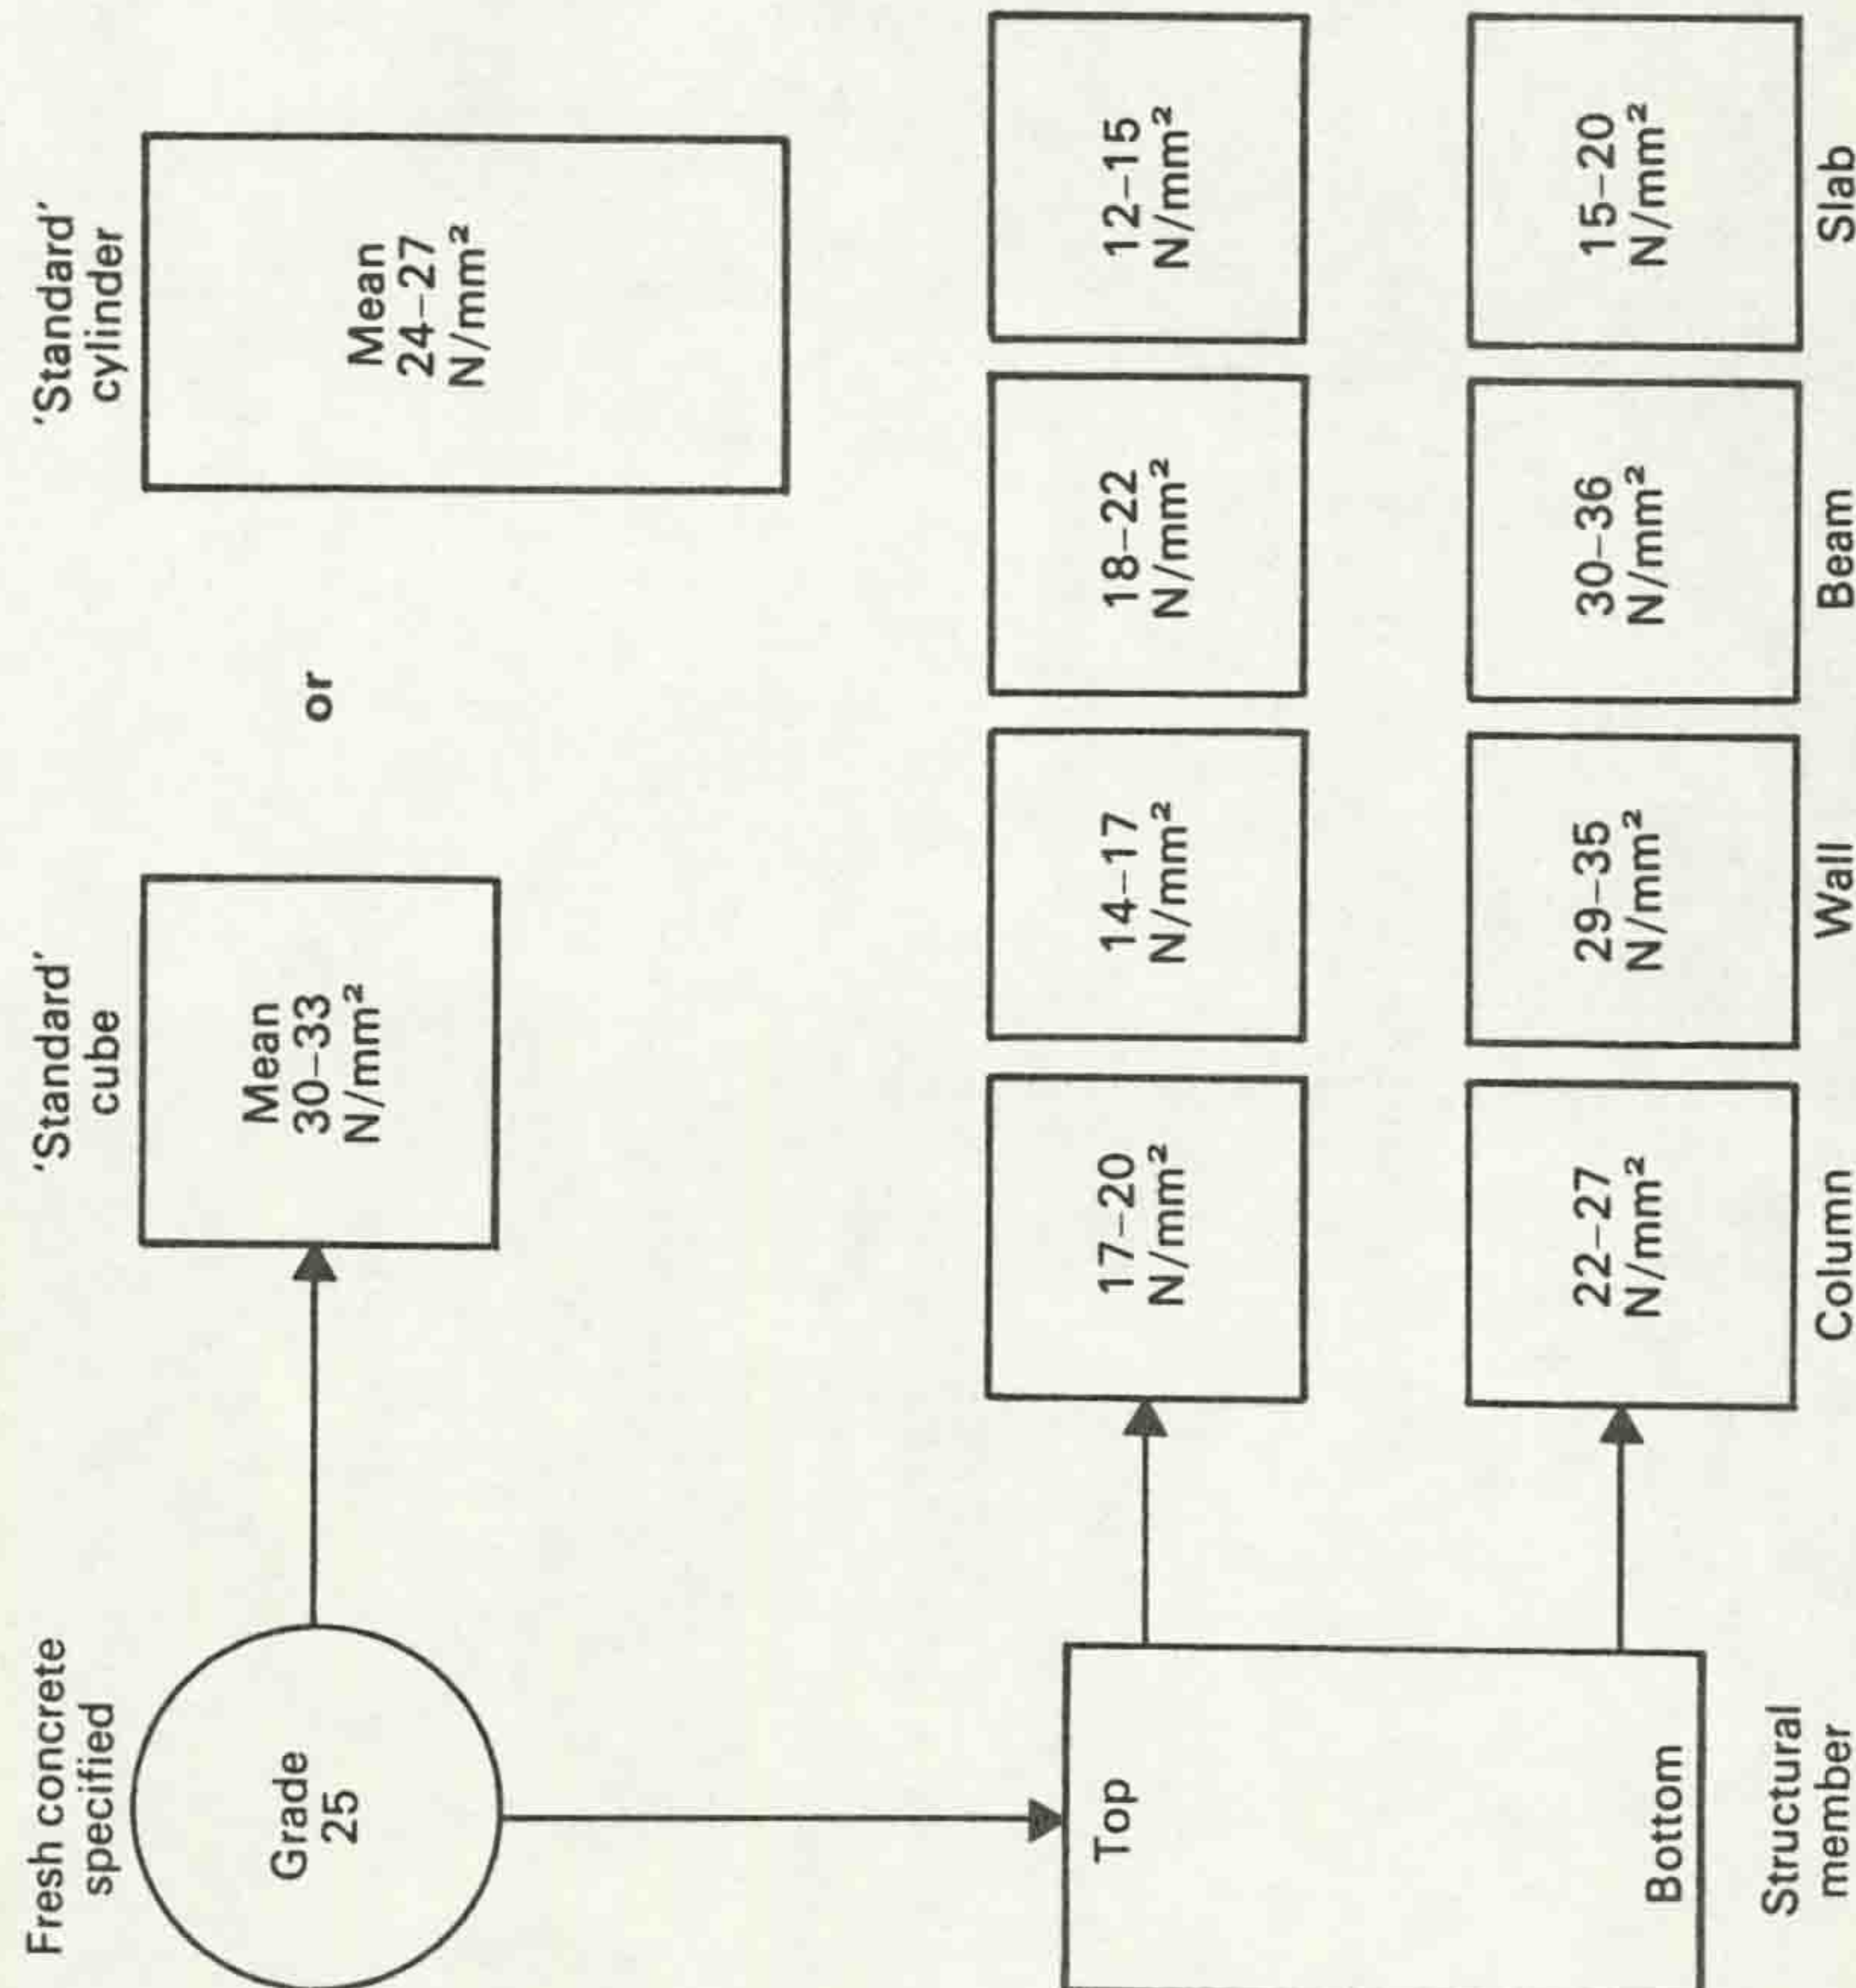 Fresh concrete
specified
Grade
25
'Standard'
cube
Mean
30–33
N/mm²
or
'Standard'
cylinder
Mean
24–27
N/mm²
Top
Bottom
Structural
member
17–20
N/mm²
14–17
N/mm²
18–22
N/mm²
12–15
N/mm²
22–27
N/mm²
29–35
N/mm²
30–36
N/mm²
15–20
N/mm²
Column
Wall
Beam
Slab